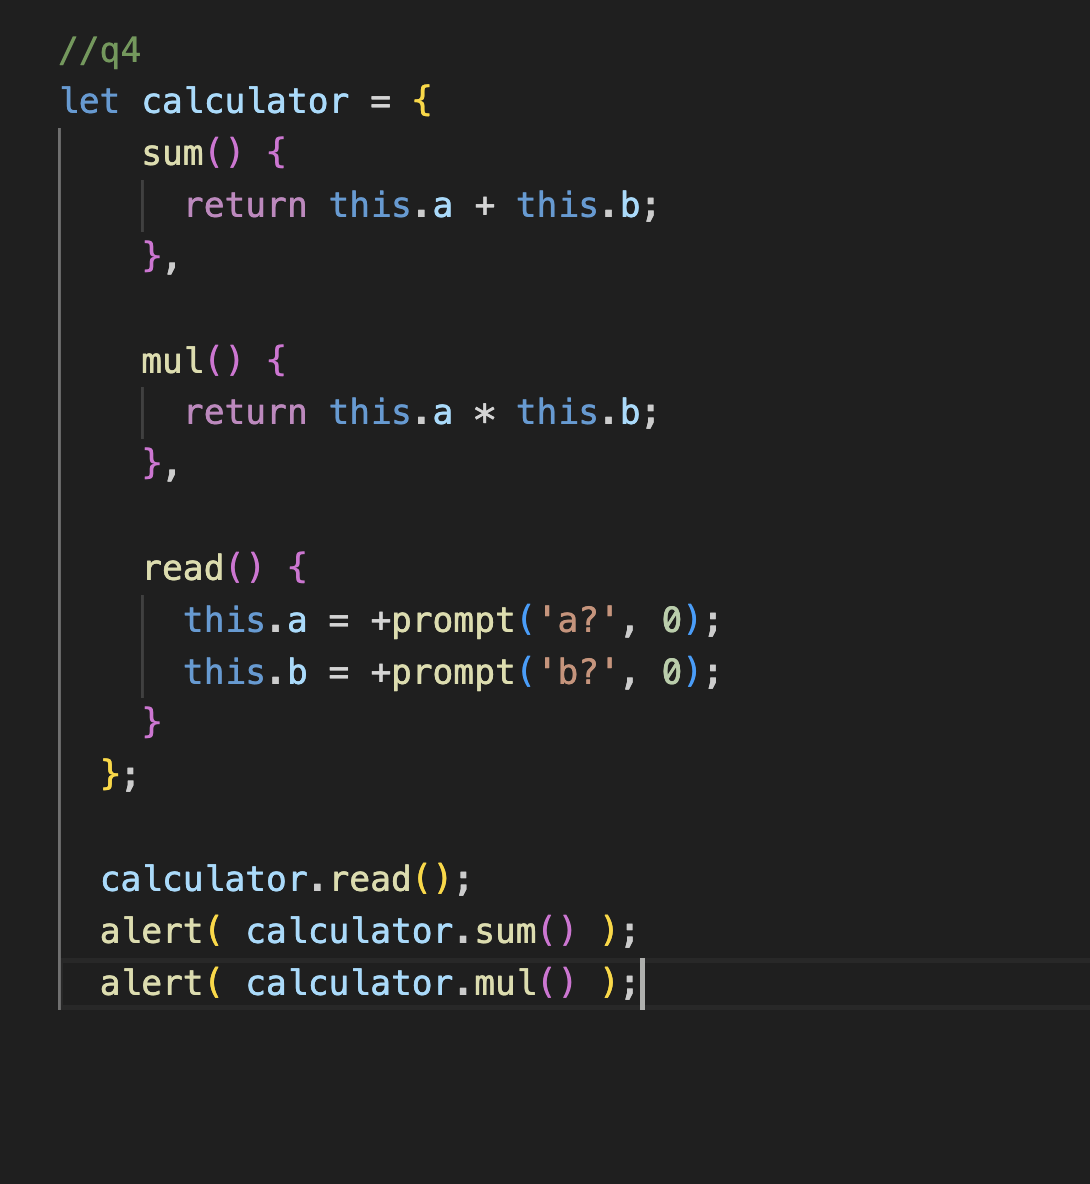 //q4
let calculator = {
    sum() {
      return this.a + this.b;
    },

    mul() {
      return this.a * this.b;
    },

    read() {
      this.a = +prompt('a?', 0);
      this.b = +prompt('b?', 0);
    }
  };

  calculator.read();
  alert( calculator.sum() );
  alert( calculator.mul() );